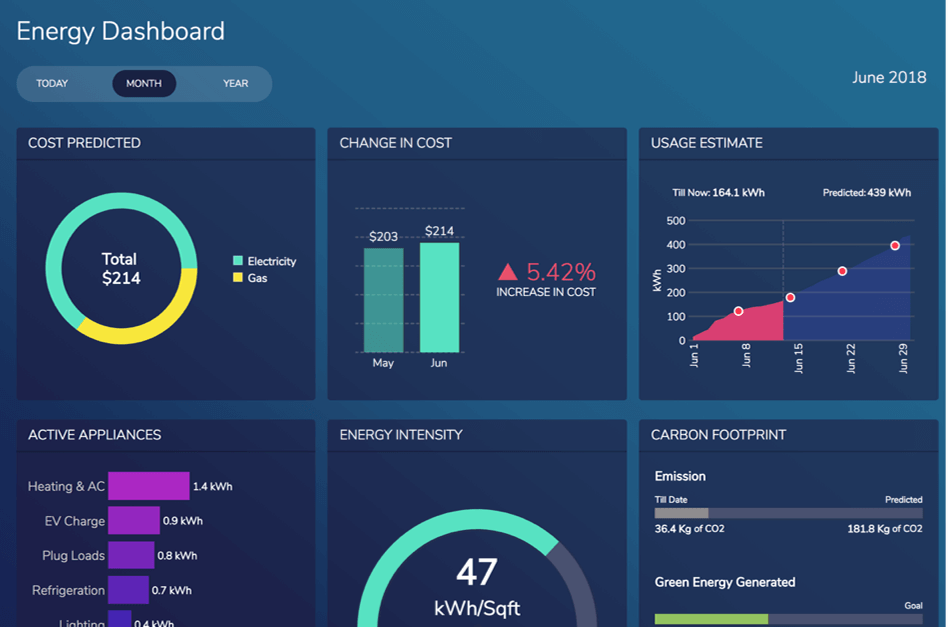 Energy Dashboard
TODAY MONTH YEAR
June 2018
COST PREDICTED
Total
$214
Electricity
Gas
CHANGE IN COST
$203
$214
May
Jun
5.42%
INCREASE IN COST
USAGE ESTIMATE
Till Now: 164.1 kWh Predicted: 439 kWh
500
400
300
200
100
0
kWh
Jun 1
Jun 8
Jun 15
Jun 22
Jun 29
ACTIVE APPLIANCES
Heating & AC 1.4 kWh
EV Charge 0.9 kWh
Plug Loads 0.8 kWh
Refrigeration 0.7 kWh
Lighting 0.4 kWh
ENERGY INTENSITY
47
kWh/Sqft
CARBON FOOTPRINT
Emission
Till Date Predicted
36.4 Kg of CO2 181.8 Kg of CO2
Green Energy Generated
Goal